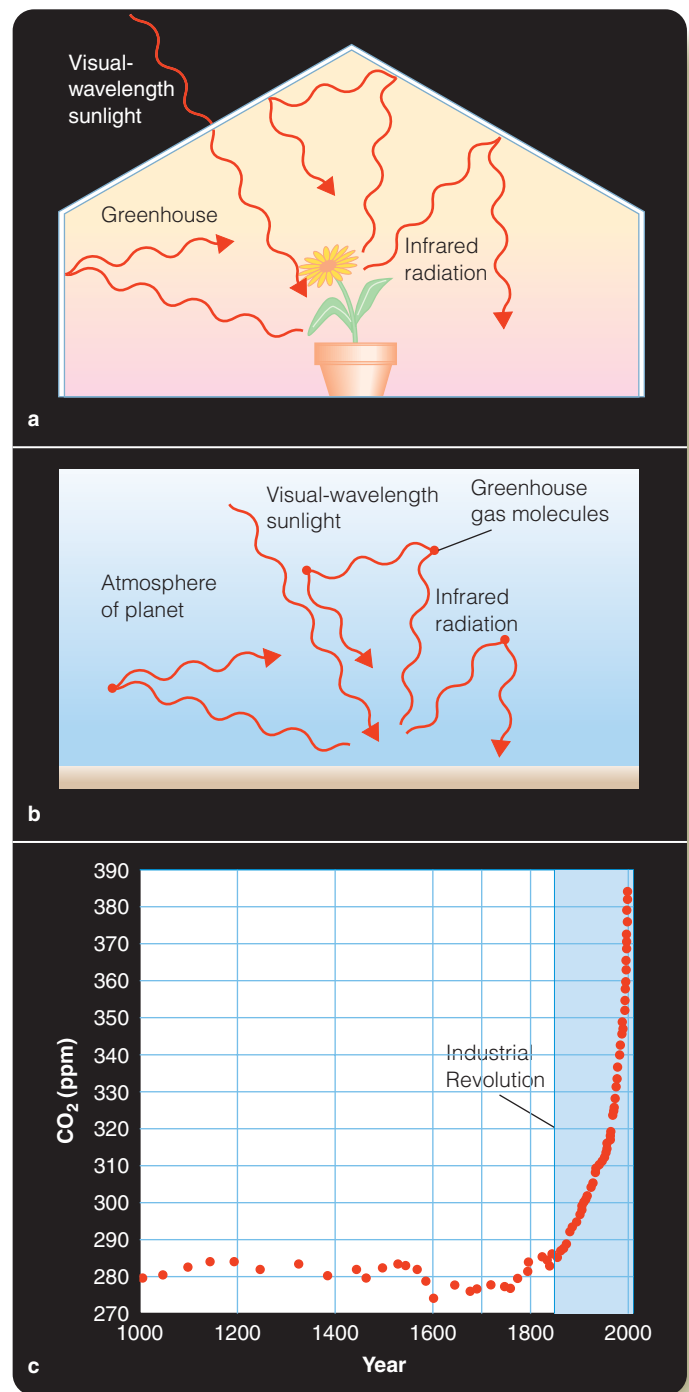 Visual-
wavelength
sunlight
Greenhouse
Infrared
radiation
a
Visual-wavelength
sunlight
Greenhouse
gas molecules
Atmosphere
of planet
Infrared
radiation
b
390
380
370
360
350
340
330
320
310
300
290
280
270
CO₂ (ppm)
Industrial
Revolution
1000
1200
1400
1600
1800
2000
Year
c